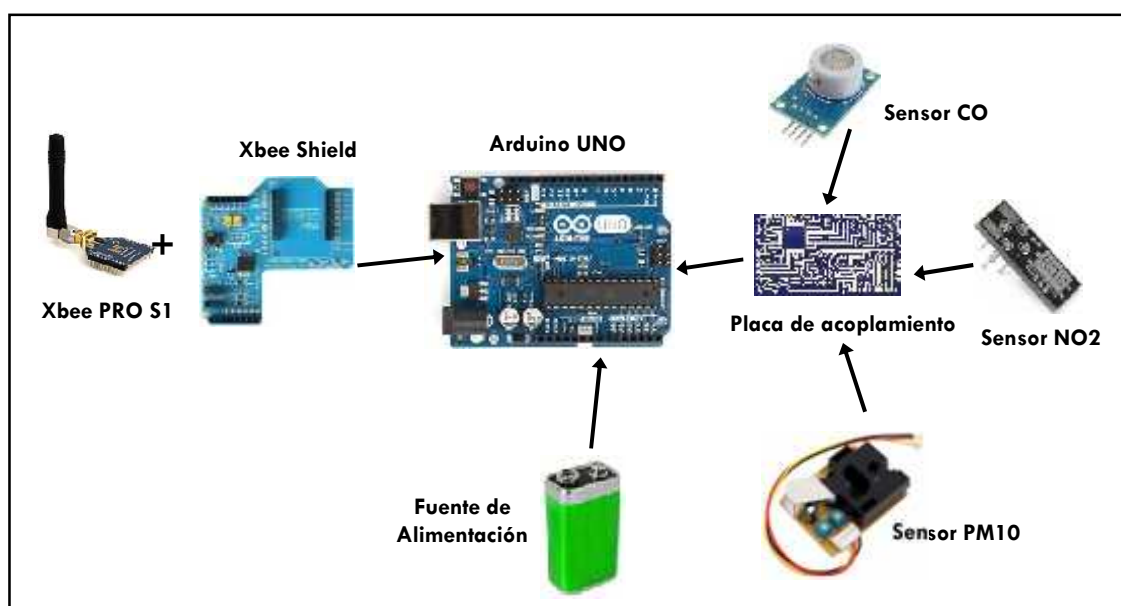 Sensor CO
Xbee Shield
Arduino UNO
Xbee PRO S1
Placa de acoplamiento
Sensor NO2
Fuente de
Alimentación
Sensor PM10